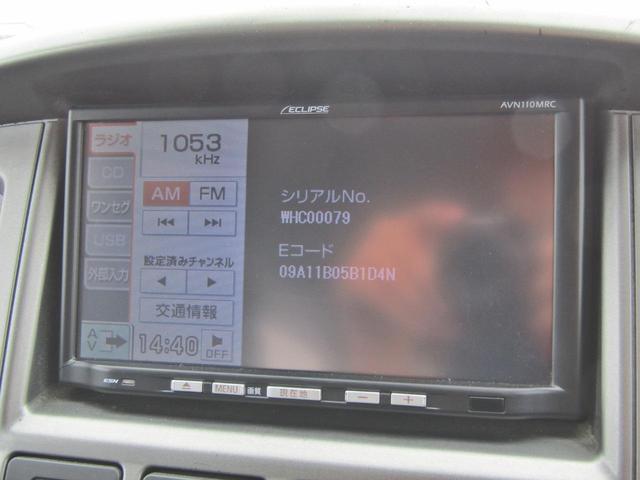 ECLIPSE
AVN110MRC
ラジオ
1053
kHz
CD
AM FM
ワンセグ
USB
設定済みチャンネル
外部入力
交通情報
AV
14:40
OFF
シリアルNo.
WHC00079
Eコード
09A11B05B1D4N
ESN
MENU
画質
現在地